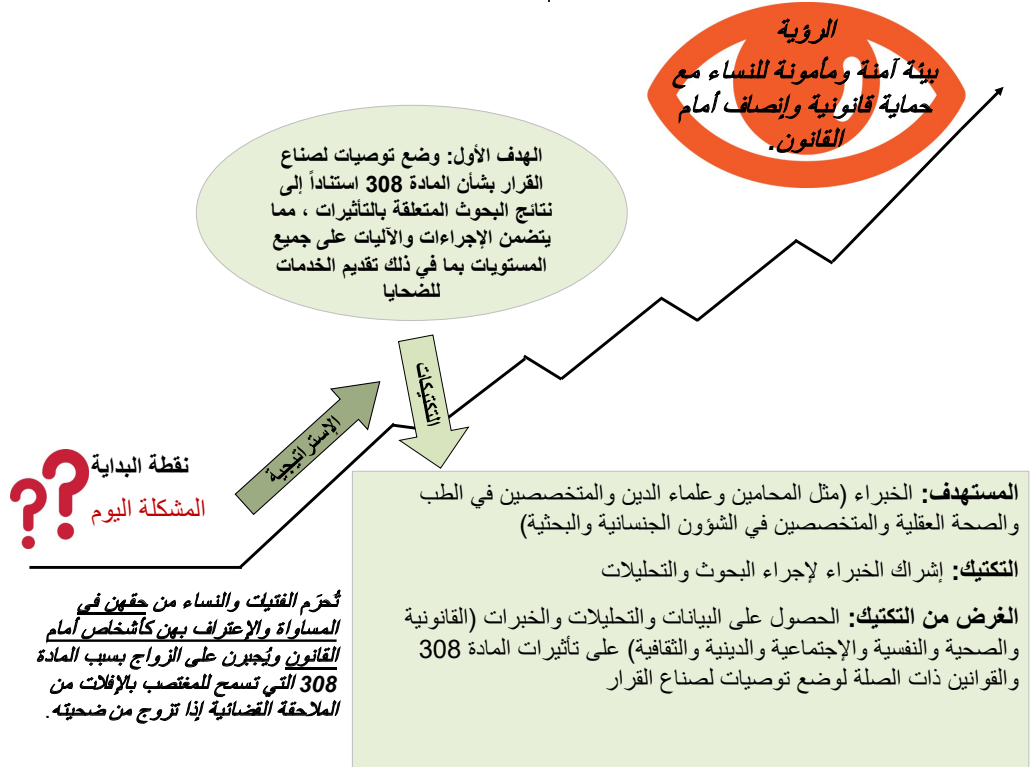 الرؤية
بيئة آمنة ومأمونة للنساء مع
حماية قانونية وإنصاف أمام
القانون.
الهدف الأول: وضع توصيات لصناع
القرار بشأن المادة 308 استناداً إلى
نتائج البحوث المتعلقة بالتأثيرات ، مما
يتضمن الإجراءات والآليات على جميع
المستويات بما في ذلك تقديم الخدمات
للضحايا
التكتيكات
الإستراتيجية
نقطة البداية
المشكلة اليوم
تُحرَم الفتيات والنساء من حقهن في
المساواة والإعتراف بهن كأشخاص أمام
القانون ويُجبرن على الزواج بسبب المادة
308 التي تسمح للمغتصب بالإفلات من
الملاحقة القضائية إذا تزوج من ضحيته.
المستهدف: الخبراء (مثل المحامين وعلماء الدين والمتخصصين في الطب
والصحة العقلية والمتخصصين في الشؤون الجنسانية والبحثية)
التكتيك: إشراك الخبراء لإجراء البحوث والتحليلات
الغرض من التكتيك: الحصول على البيانات والتحليلات والخبرات (القانونية
والصحية والنفسية والإجتماعية والدينية والثقافية) على تأثيرات المادة 308
والقوانين ذات الصلة لوضع توصيات لصناع القرار